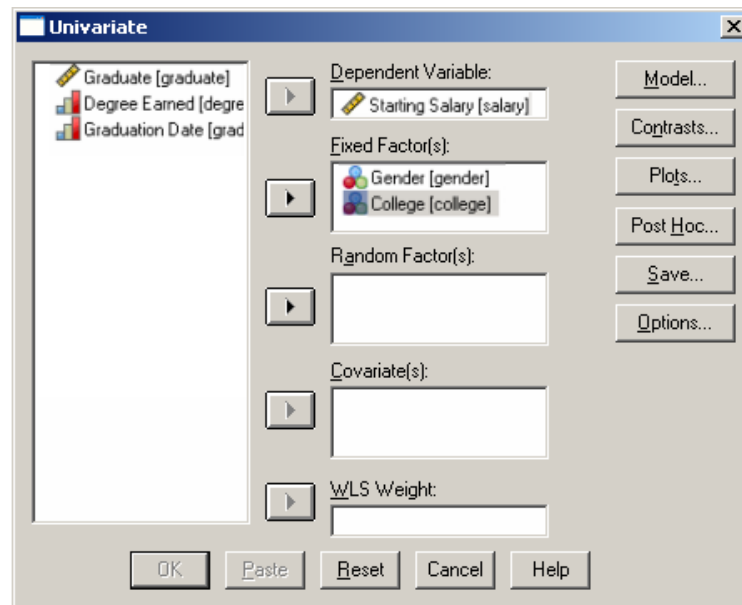 Univariate
Graduate [graduate]
Degree Earned [degre
Graduation Date [grad
Dependent Variable:
Starting Salary [salary]
Fixed Factor(s):
Gender [gender]
College [college]
Random Factor(s):
Covariate(s):
WLS Weight:
Model...
Contrasts...
Plots...
Post Hoc...
Save...
Options...
OK
Paste
Reset
Cancel
Help